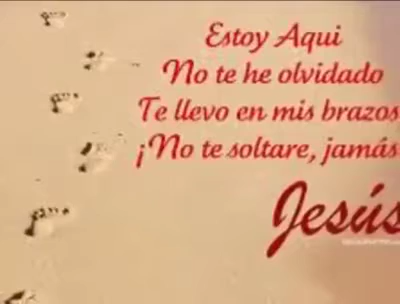 Estoy Aqui
No te he olvidado
Te llevo en mis brazos
¡No te soltare, jamás
Jesús